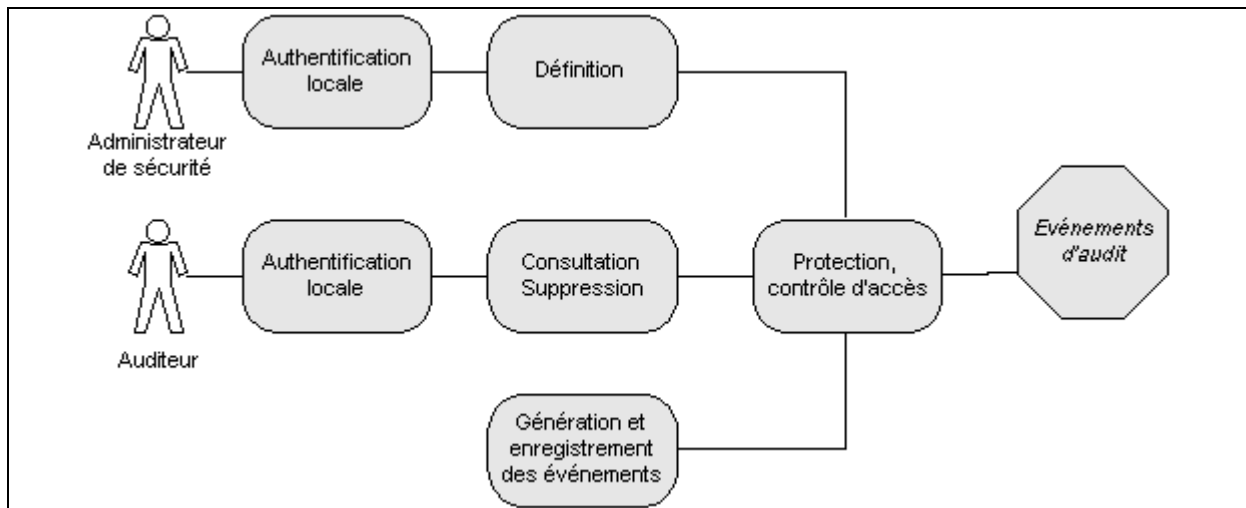 Authentification
locale
Définition
Administrateur
de sécurité
Authentification
locale
Consultation
Suppression
Protection,
contrôle d'accès
Evénements
d'audit
Auditeur
Génération et
enregistrement
des événements